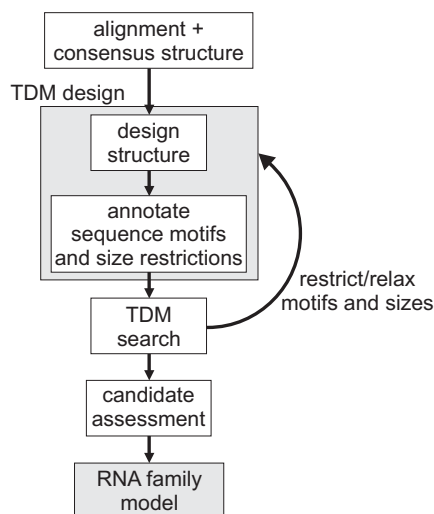 alignment +
consensus structure
TDM design
design
structure
annotate
sequence motifs
and size restrictions
restrict/relax
motifs and sizes
TDM
search
candidate
assessment
RNA family
model